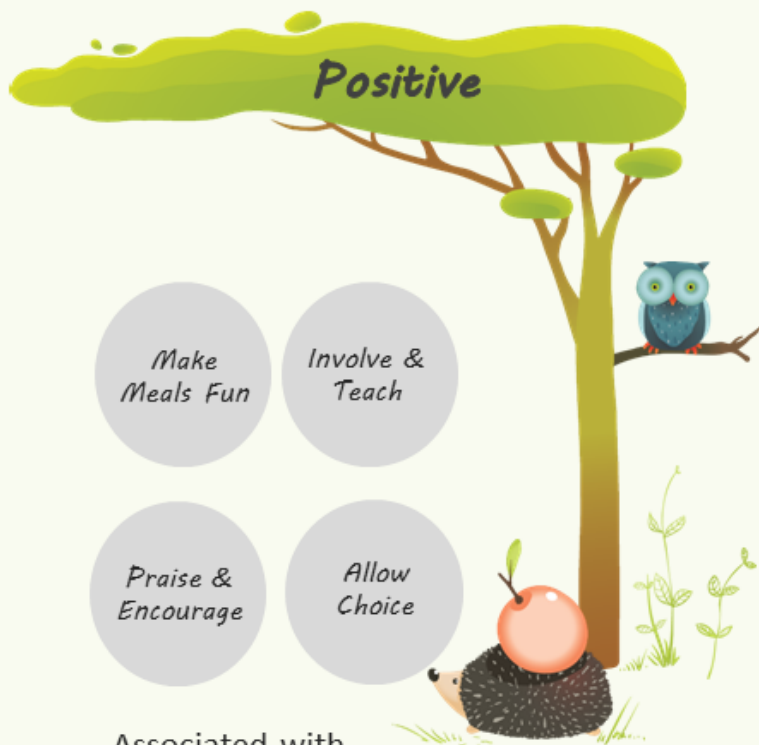 Positive
Make
Meals Fun
Involve &
Teach
Praise &
Encourage
Allow
Choice
Associated with